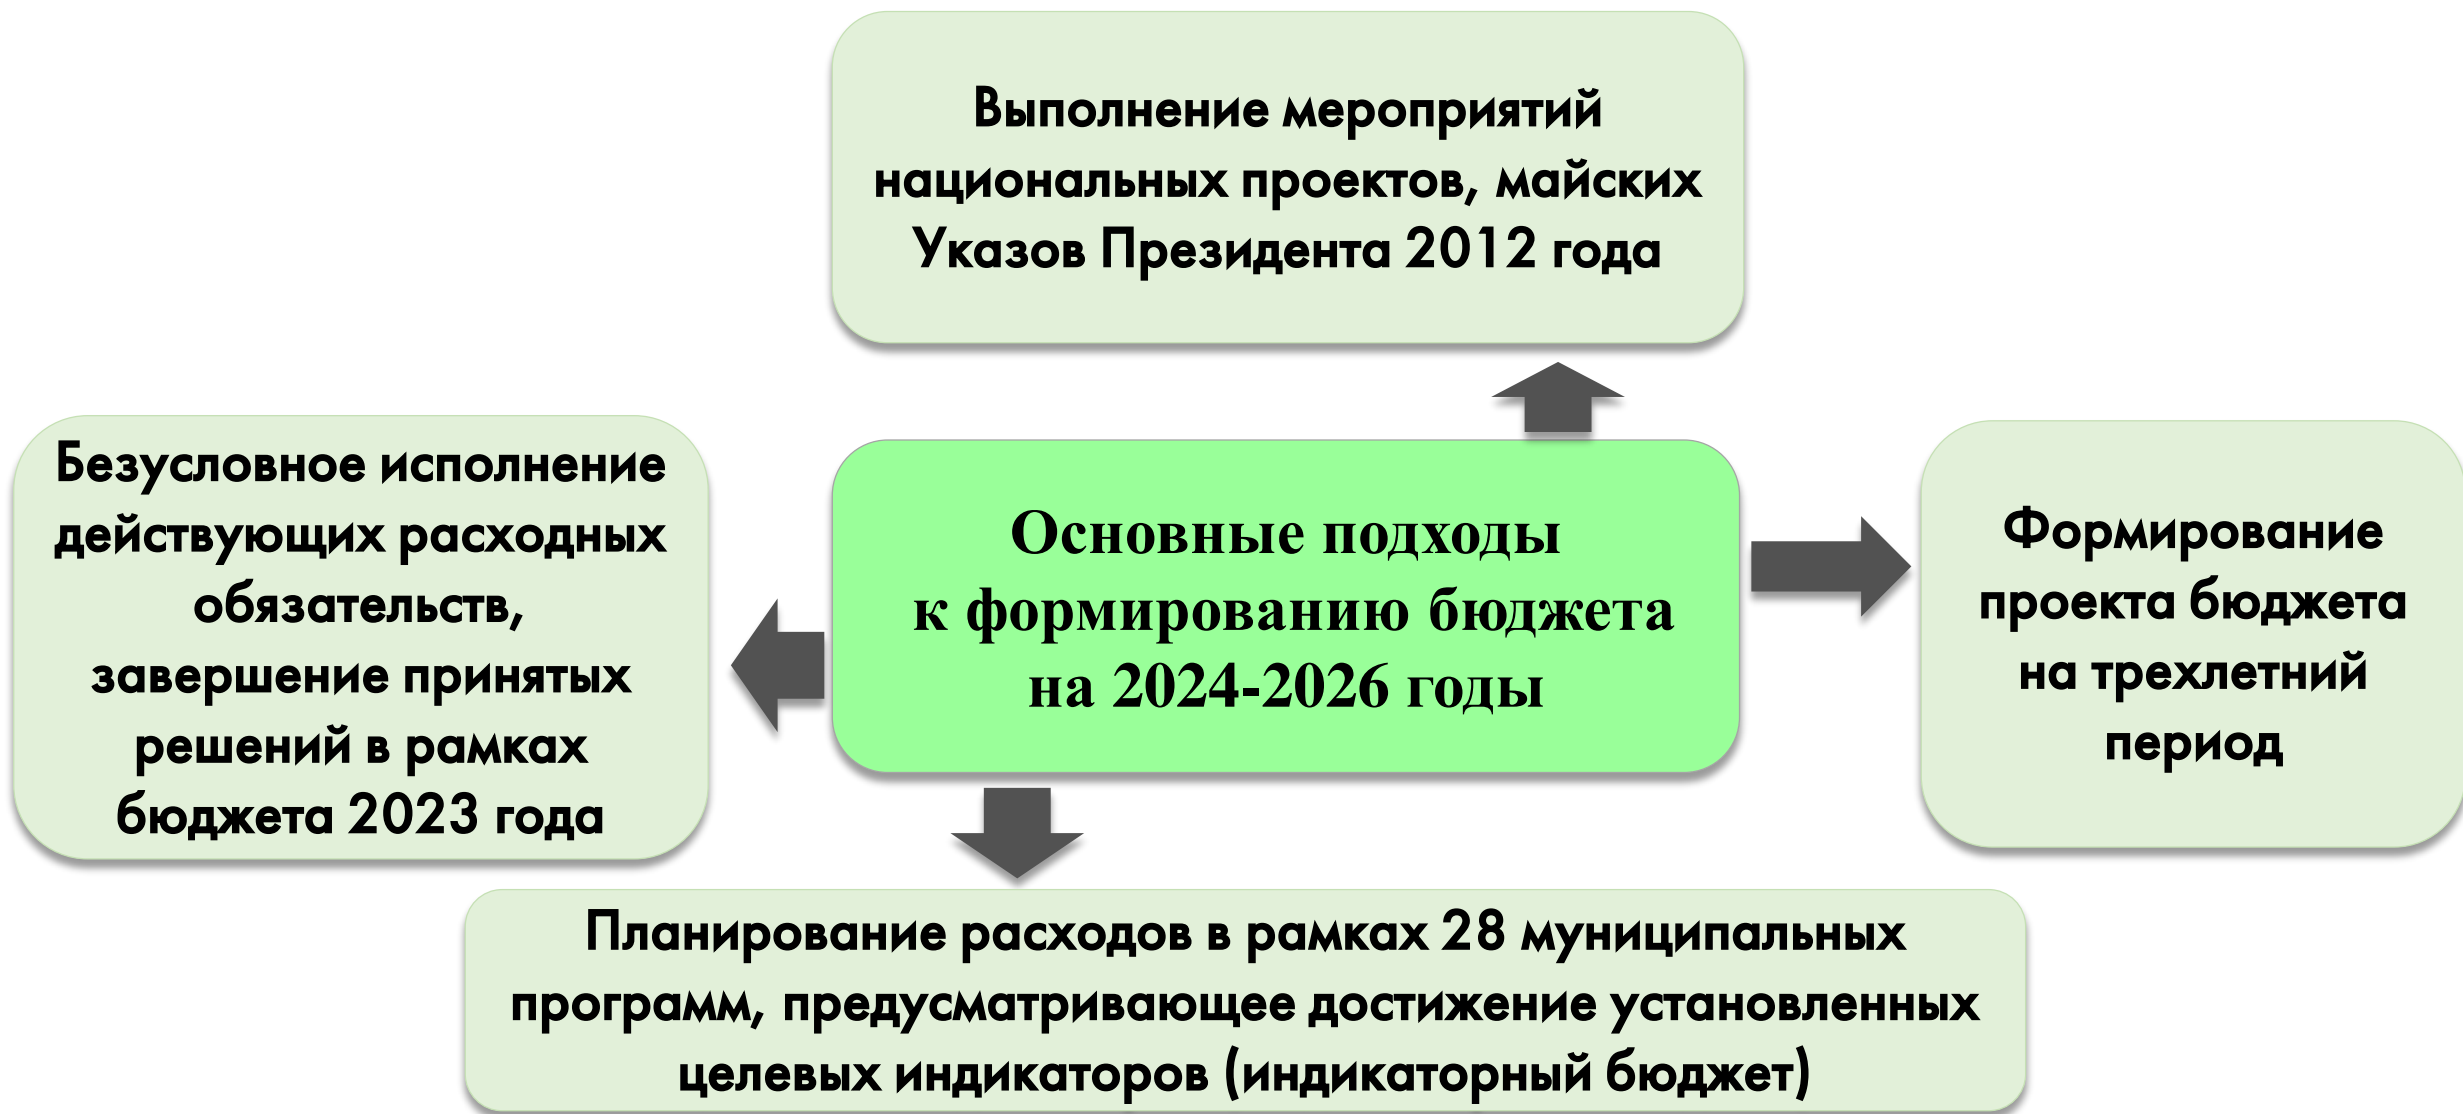 Выполнение мероприятий
национальных проектов, майских
Указов Президента 2012 года
Безусловное исполнение
действующих расходных
обязательств,
завершение принятых
решений в рамках
бюджета 2023 года
Основные подходы
к формированию бюджета
на 2024-2026 годы
Формирование
проекта бюджета
на трехлетний
период
Планирование расходов в рамках 28 муниципальных
программ, предусматривающее достижение установленных
целевых индикаторов (индикаторный бюджет)